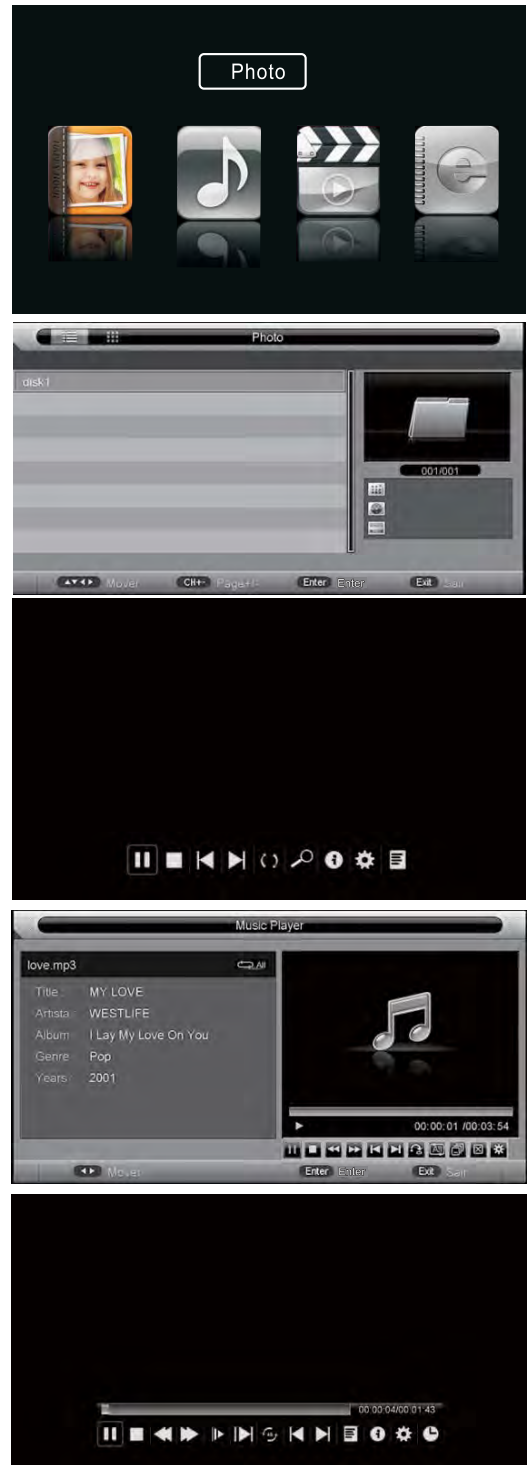 Photo
Photo
disk1
001/001
Mover
CH+- Page+/-
Enter Enter
Exit Sair
Music Player
love.mp3
All
Title : MY LOVE
Artista : WESTLIFE
Album : I Lay My Love On You
Genre : Pop
Years : 2001
00:00:01 /00:03:54
Mover
Enter Enter
Exit Sair
00:00:04/00:01:43